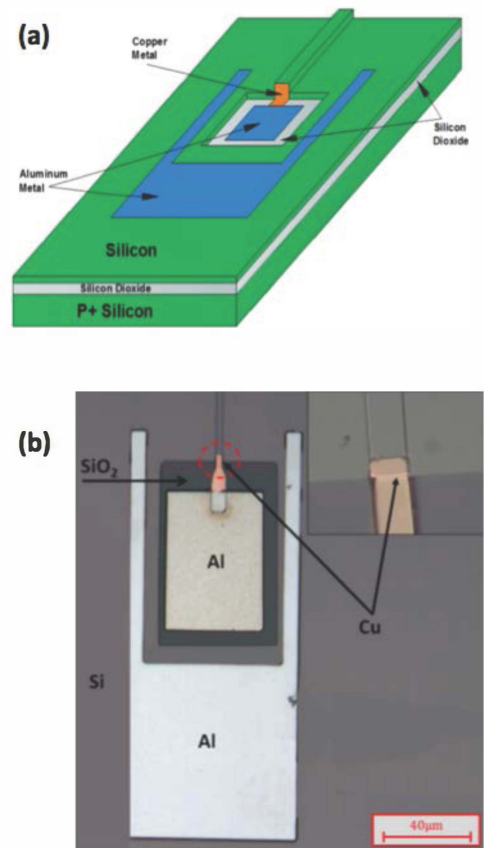 (a)
Copper
Metal
Silicon
Dioxide
Aluminum
Metal
Silicon
Silicon Dioxide
P+ Silicon
(b)
SiO₂
Al
Cu
Si
Al
40µm